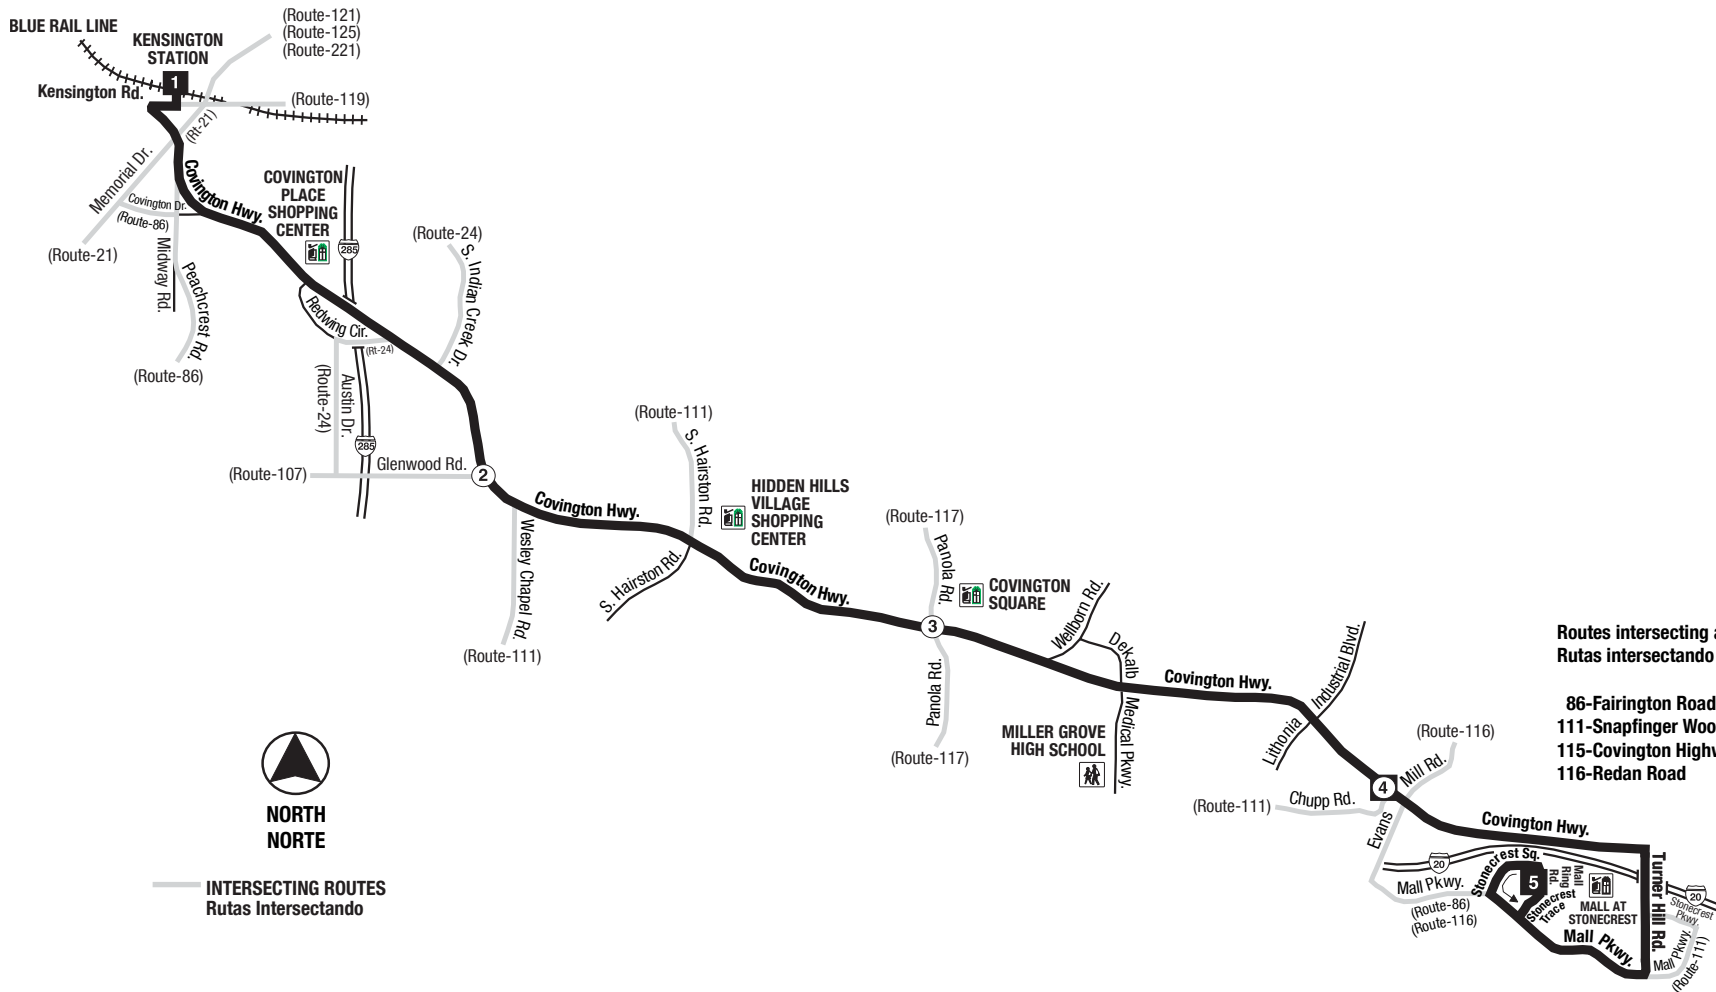 BLUE RAIL LINE
KENSINGTON
STATION
1
Kensington Rd.
(Route-121)
(Route-125)
(Route-221)
(Route-119)
(Rt-21)
Memorial Dr.
Covington Dr.
(Route-86)
(Route-21)
Midway Rd.
Peachcrest Rd.
(Route-86)
Covington Hwy.
COVINGTON
PLACE
SHOPPING
CENTER
285
Redwing Cir.
(Rt-24)
(Route-24)
S. Indian Creek Dr.
Austin Dr.
(Route-24)
285
(Route-107)
Glenwood Rd.
2
Covington Hwy.
Wesley Chapel Rd.
(Route-111)
(Route-111)
S. Hairston Rd.
S. Hairston Rd.
HIDDEN HILLS
VILLAGE
SHOPPING
CENTER
Covington Hwy.
(Route-117)
Panola Rd.
COVINGTON
SQUARE
3
Panola Rd.
(Route-117)
Wellborn Rd.
Dekalb Medical Pkwy.
MILLER GROVE
HIGH SCHOOL
Covington Hwy.
Lithonia Industrial Blvd.
(Route-116)
4
Evans Mill Rd.
(Route-111)
Chupp Rd.
Covington Hwy.
20
Mall Pkwy.
(Route-86)
(Route-116)
Stonecrest Sq.
5
Mall
Ring
Rd.
Stonecrest
Trace
MALL AT
STONECREST
Mall Pkwy.
Turner Hill Rd.
20
Stonecrest
Pkwy.
Mall Pkwy.
(Route-111)
Routes intersecting
Rutas intersectando
86-Fairington Road
111-Snapfinger
115-Covington
116-Redan Road
NORTH
NORTE
INTERSECTING ROUTES
Rutas Intersectando